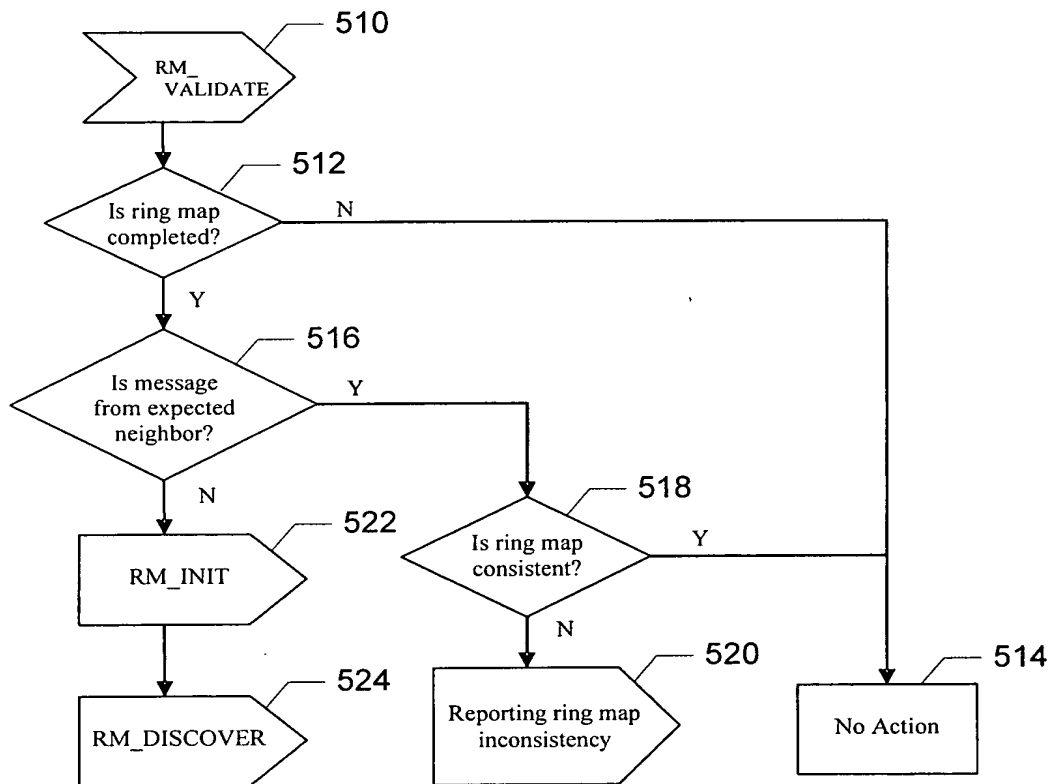 510
RM_
VALIDATE
512
Is ring map
completed?
N
Y
516
Is message
from expected
neighbor?
Y
N
518
Is ring map
consistent?
Y
N
522
RM_INIT
520
Reporting ring map
inconsistency
514
No Action
524
RM_DISCOVER